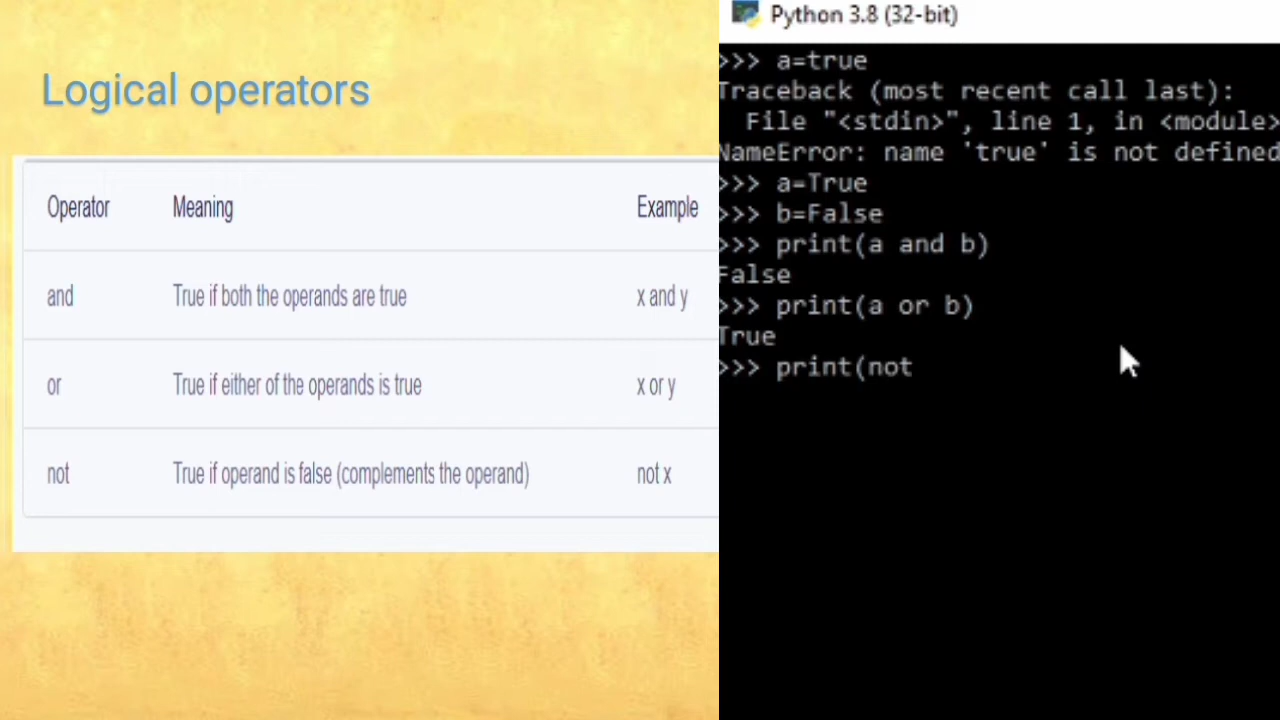 Logical operators
Operator Meaning Example
and True if both the operands are true x and y
or True if either of the operands is true x or y
not True if operand is false (complements the operand) not x
Python 3.8 (32-bit)
>>> a=true
Traceback (most recent call last):
File "<stdin>", line 1, in <module>
NameError: name 'true' is not defined
>>> a=True
>>> b=False
>>> print(a and b)
False
>>> print(a or b)
True
>>> print(not